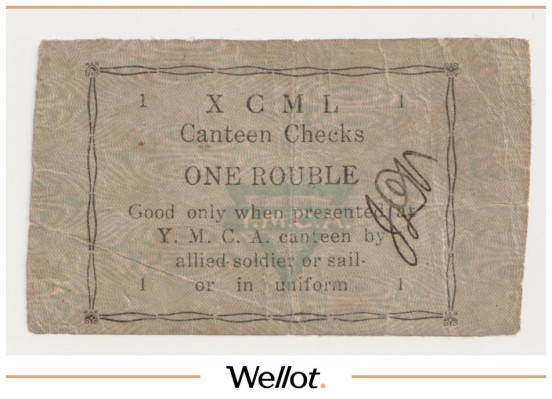 1 X C M L 1
Canteen Checks
ONE ROUBLE
Good only when presented at
Y. M. C. A. canteen by
allied soldier or sail-
1 or in uniform 1
Y.M.C.A
Wellot.